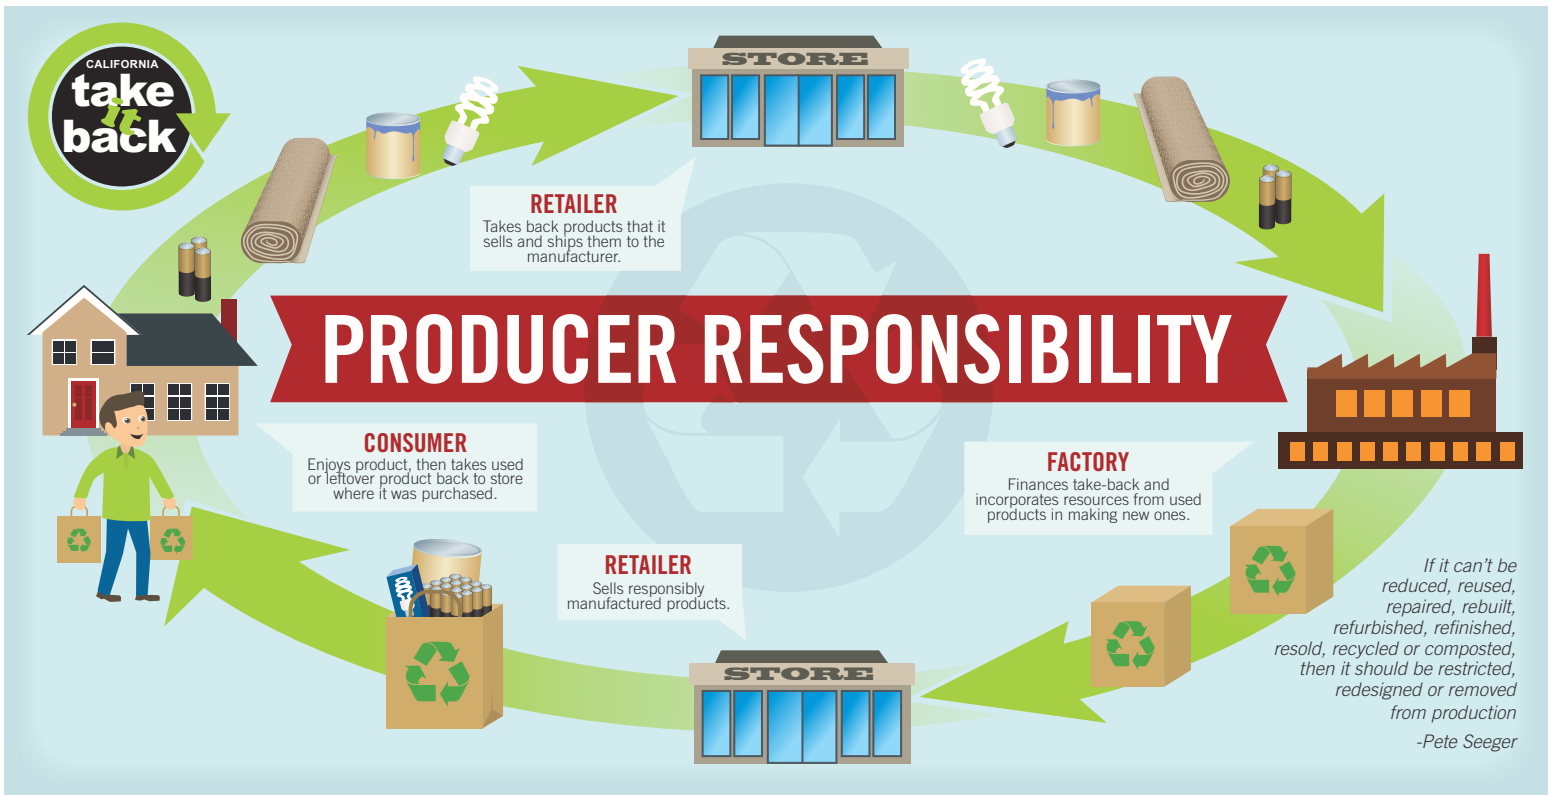 CALIFORNIA
take
it
back
STORE
RETAILER
Takes back products that it
sells and ships them to the
manufacturer.
PRODUCER RESPONSIBILITY
CONSUMER
Enjoys product, then takes used
or leftover product back to store
where it was purchased.
FACTORY
Finances take-back and
incorporates resources from used
products in making new ones.
RETAILER
Sells responsibly
manufactured products.
STORE
If it can't be
reduced, reused,
repaired, rebuilt,
refurbished, refinished,
resold, recycled or composted,
then it should be restricted,
redesigned or removed
from production
-Pete Seeger